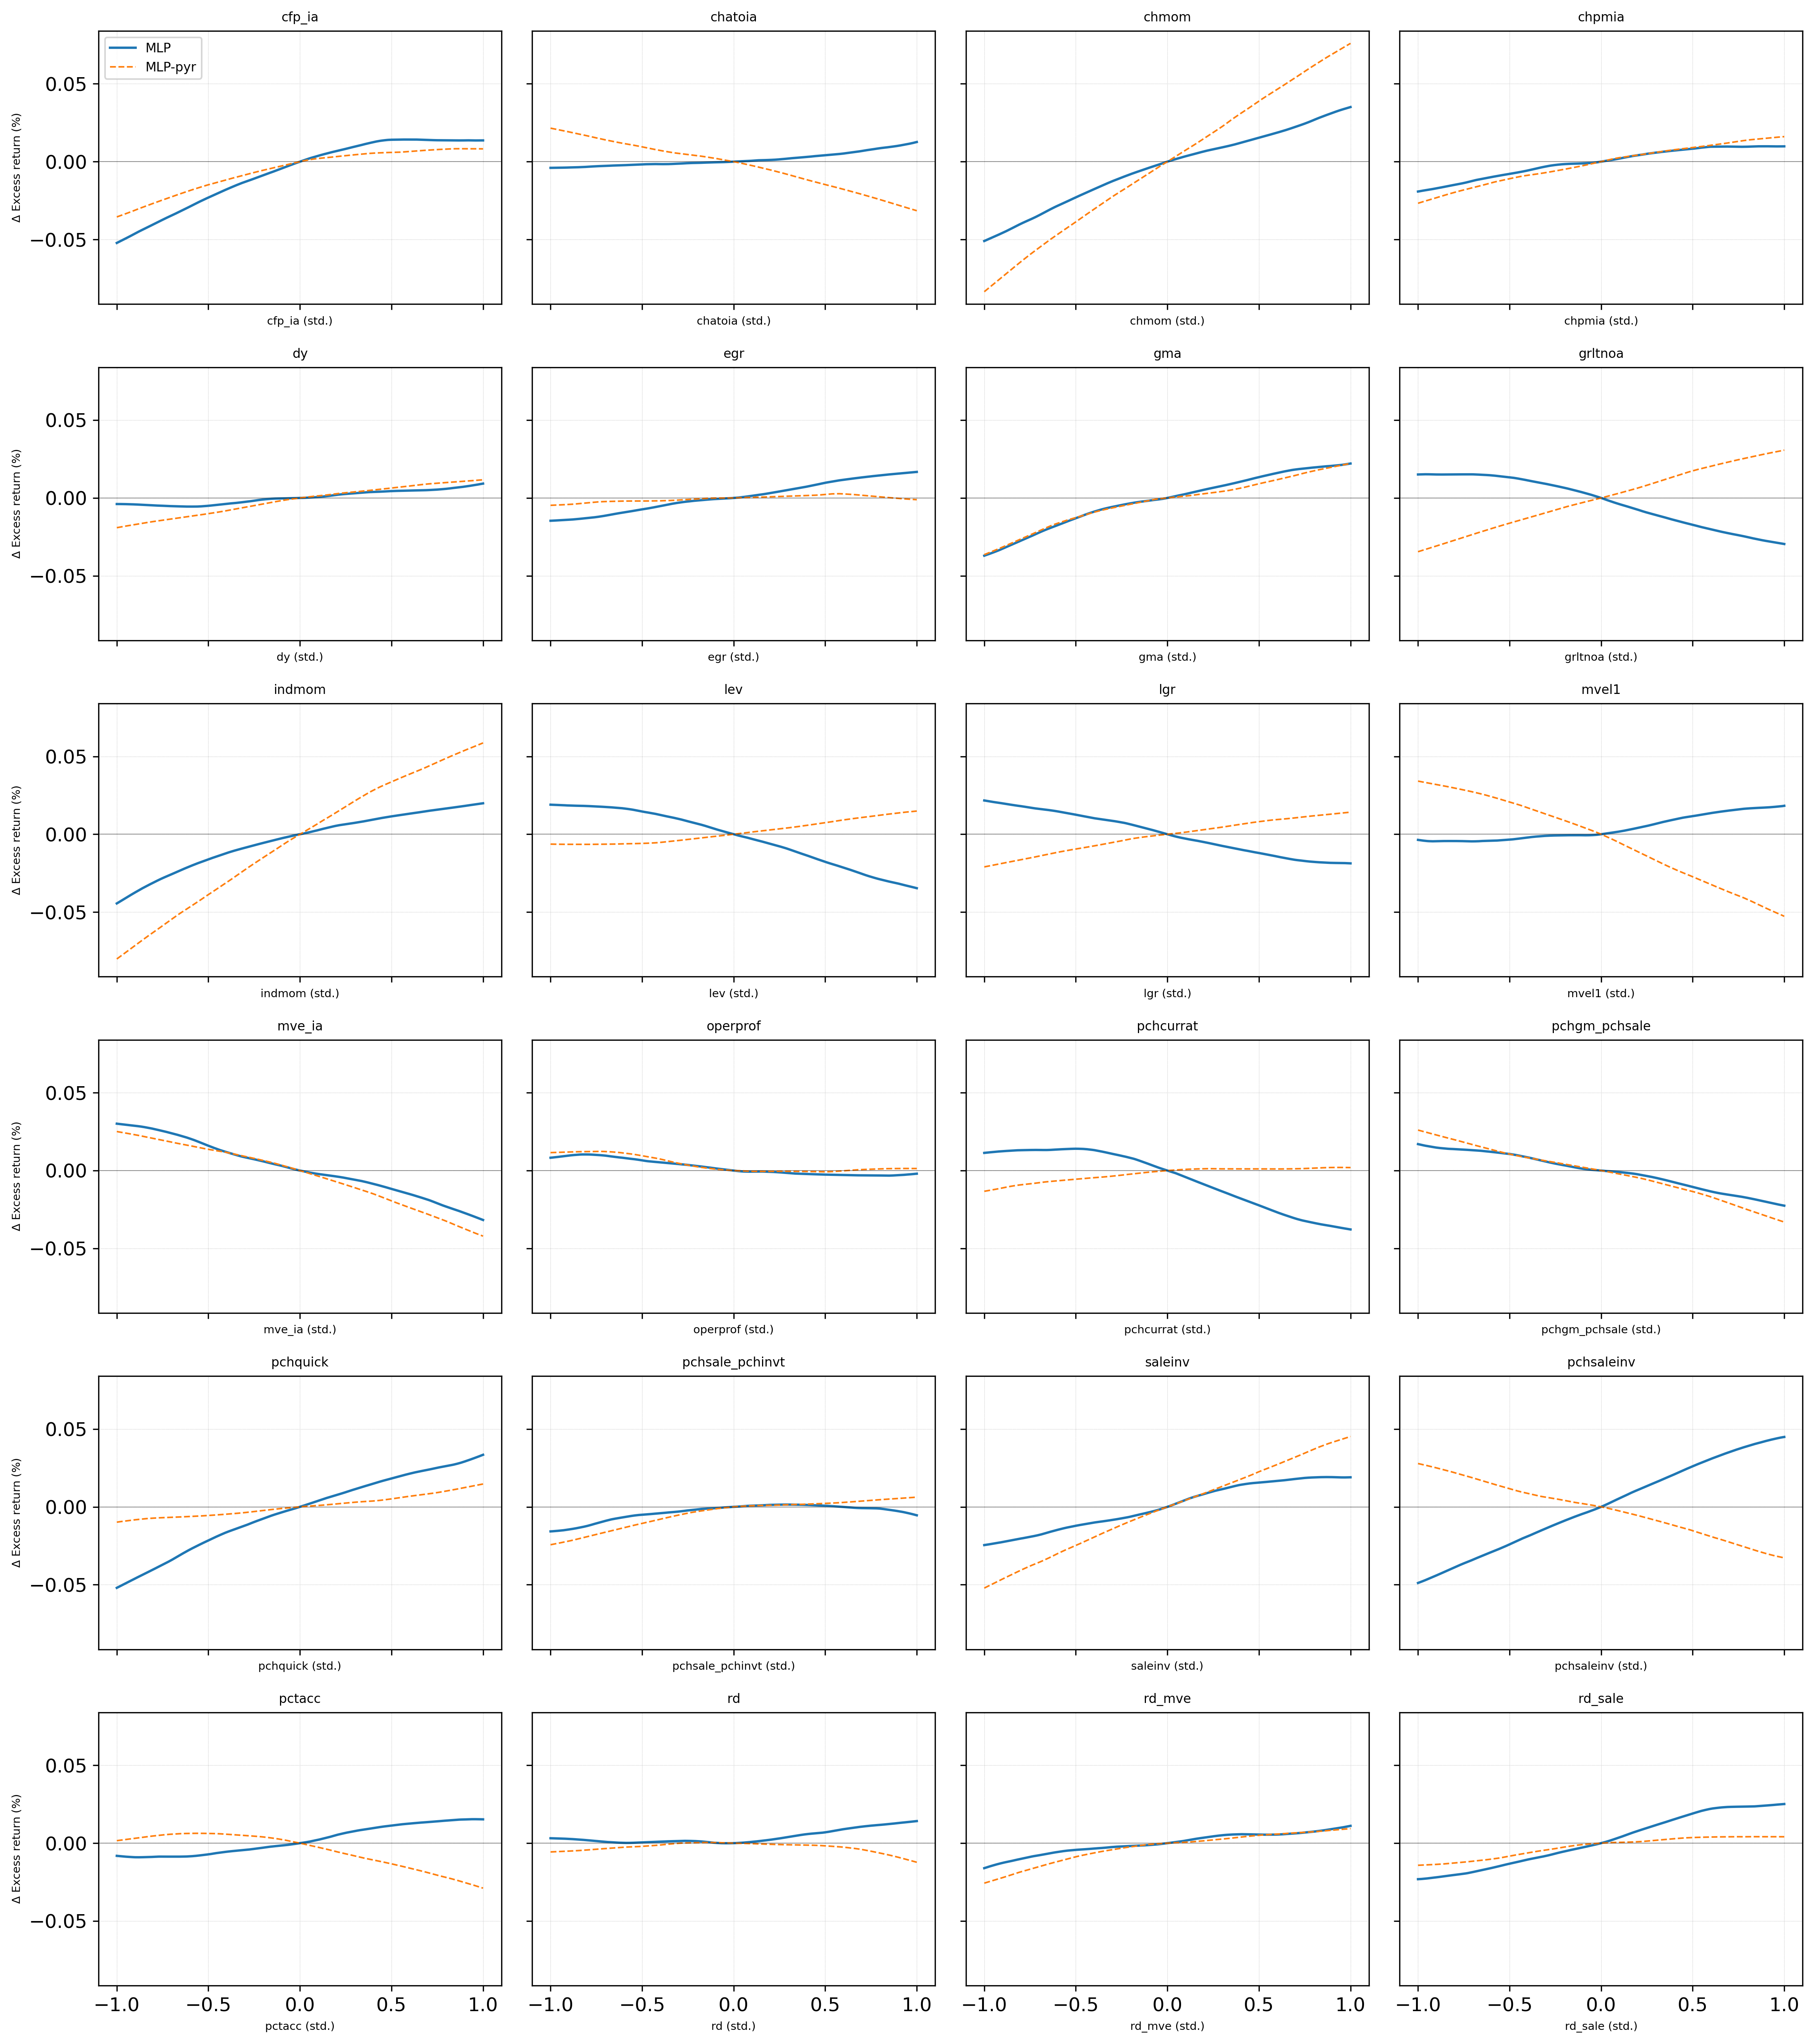 cfp_ia chatoia chmom chpmia
MLP
MLP-pyr
0.05
0.00
−0.05
Δ Excess return (%)
cfp_ia (std.) chatoia (std.) chmom (std.) chpmia (std.)
dy egr gma grltnoa
0.05
0.00
−0.05
Δ Excess return (%)
dy (std.) egr (std.) gma (std.) grltnoa (std.)
indmom lev lgr mvel1
0.05
0.00
−0.05
Δ Excess return (%)
indmom (std.) lev (std.) lgr (std.) mvel1 (std.)
mve_ia operprof pchcurrat pchgm_pchsale
0.05
0.00
−0.05
Δ Excess return (%)
mve_ia (std.) operprof (std.) pchcurrat (std.) pchgm_pchsale (std.)
pchquick pchsale_pchinvt saleinv pchsaleinv
0.05
0.00
−0.05
Δ Excess return (%)
pchquick (std.) pchsale_pchinvt (std.) saleinv (std.) pchsaleinv (std.)
pctacc rd rd_mve rd_sale
0.05
0.00
−0.05
Δ Excess return (%)
−1.0 −0.5 0.0 0.5 1.0 −1.0 −0.5 0.0 0.5 1.0 −1.0 −0.5 0.0 0.5 1.0 −1.0 −0.5 0.0 0.5 1.0
pctacc (std.) rd (std.) rd_mve (std.) rd_sale (std.)